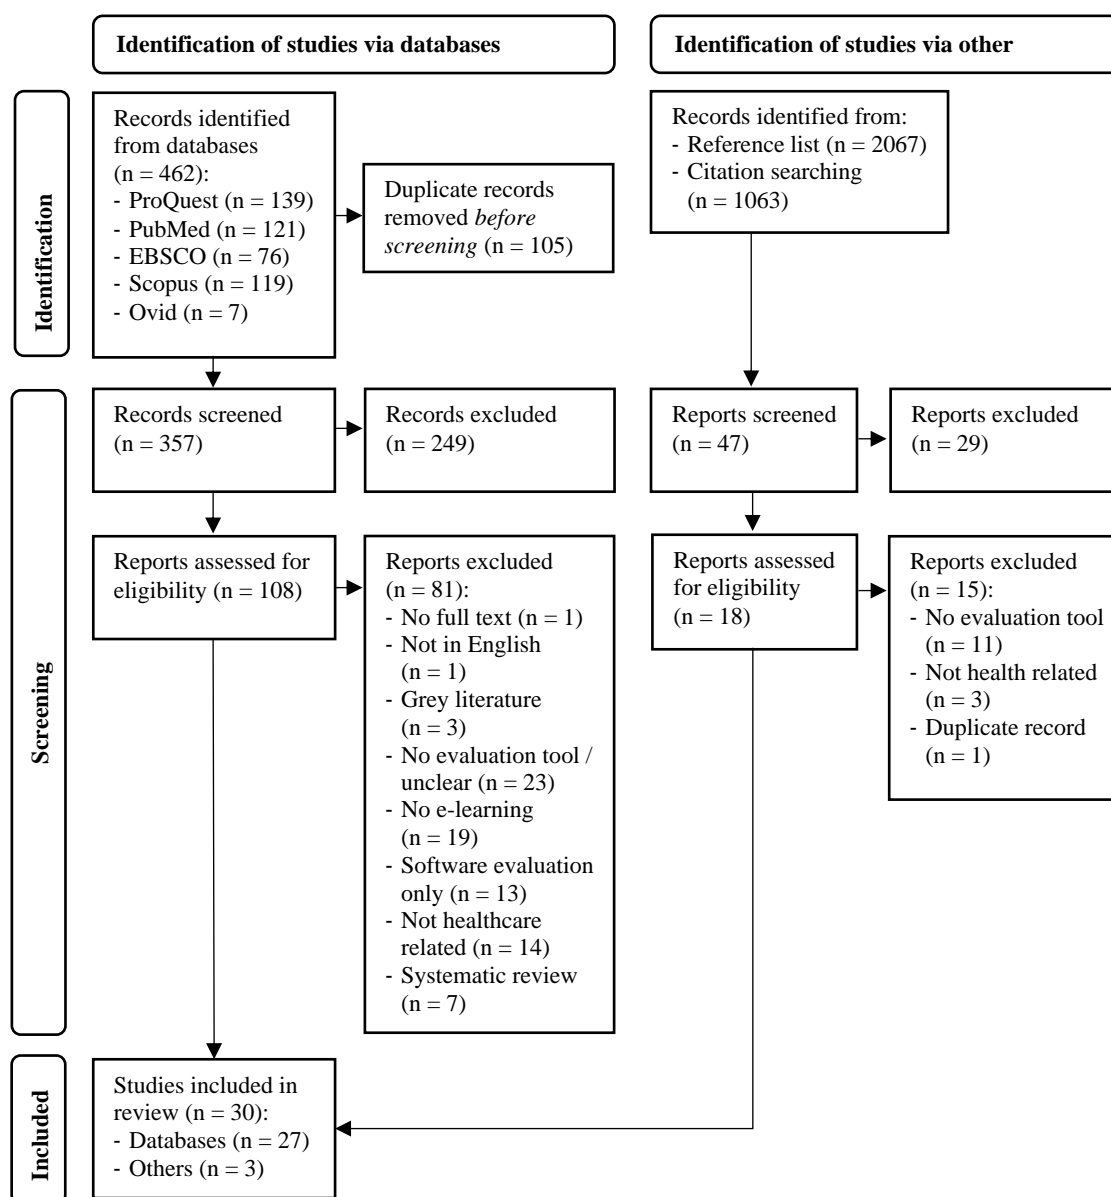 Identification of studies via databases
Identification of studies via other
Identification
Records identified
from databases
(n = 462):
- ProQuest (n = 139)
- PubMed (n = 121)
- EBSCO (n = 76)
- Scopus (n = 119)
- Ovid (n = 7)
Duplicate records
removed before
screening (n = 105)
Records identified from:
- Reference list (n = 2067)
- Citation searching
(n = 1063)
Screening
Records screened
(n = 357)
Records excluded
(n = 249)
Reports screened
(n = 47)
Reports excluded
(n = 29)
Reports assessed for
eligibility (n = 108)
Reports excluded
(n = 81):
- No full text (n = 1)
- Not in English
(n = 1)
- Grey literature
(n = 3)
- No evaluation tool /
unclear (n = 23)
- No e-learning
(n = 19)
- Software evaluation
only (n = 13)
- Not healthcare
related (n = 14)
- Systematic review
(n = 7)
Reports assessed
for eligibility
(n = 18)
Reports excluded
(n = 15):
- No evaluation tool
(n = 11)
- Not health related
(n = 3)
- Duplicate record
(n = 1)
Included
Studies included in
review (n = 30):
- Databases (n = 27)
- Others (n = 3)